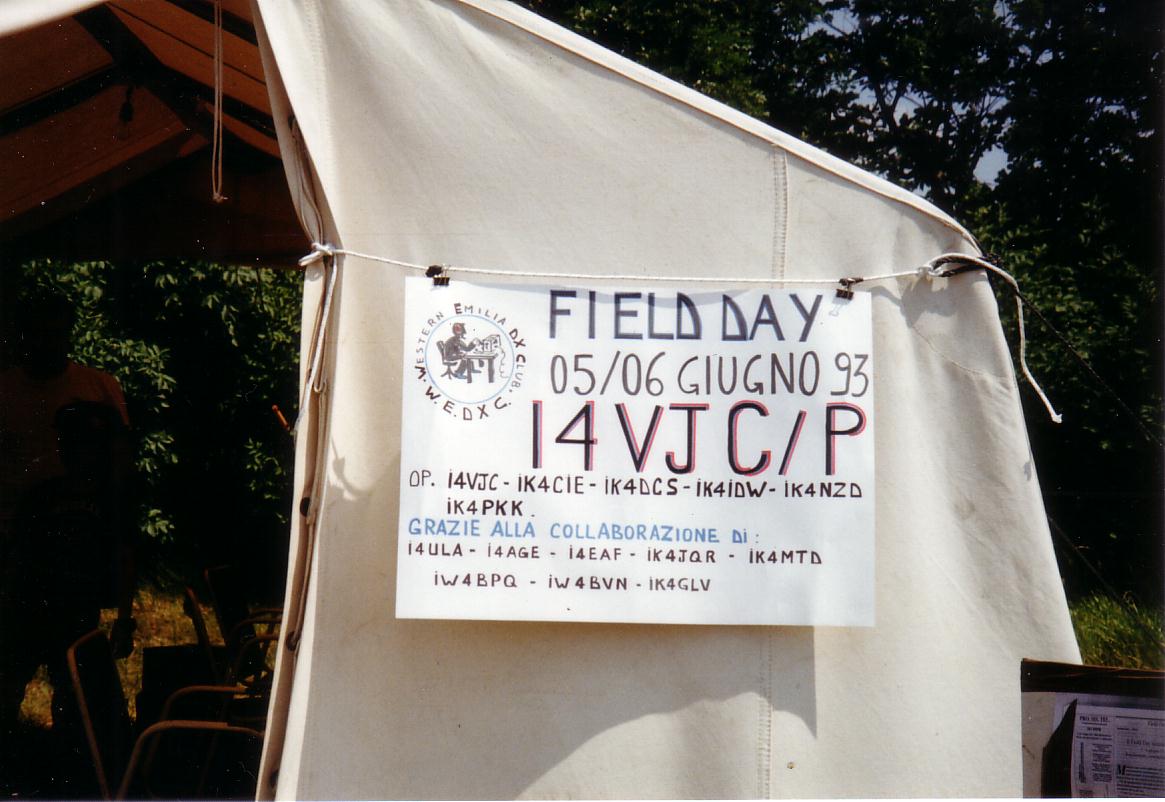 WESTERN EMILIA DX CLUB.
W.E.DX C.
FIELD DAY
05/06 GIUGNO 93
I4VJC/P
OP. i4VJC - iK4CIE - iK4DCS - iK4iDW - iK4NZD
iK4PKK.
GRAZIE ALLA COLLABORAZIONE Di :
i4ULA - i4AGE - i4EAF - iK4JQR - iK4MTD
iW4BPQ - iW4BVN - iK4GLV